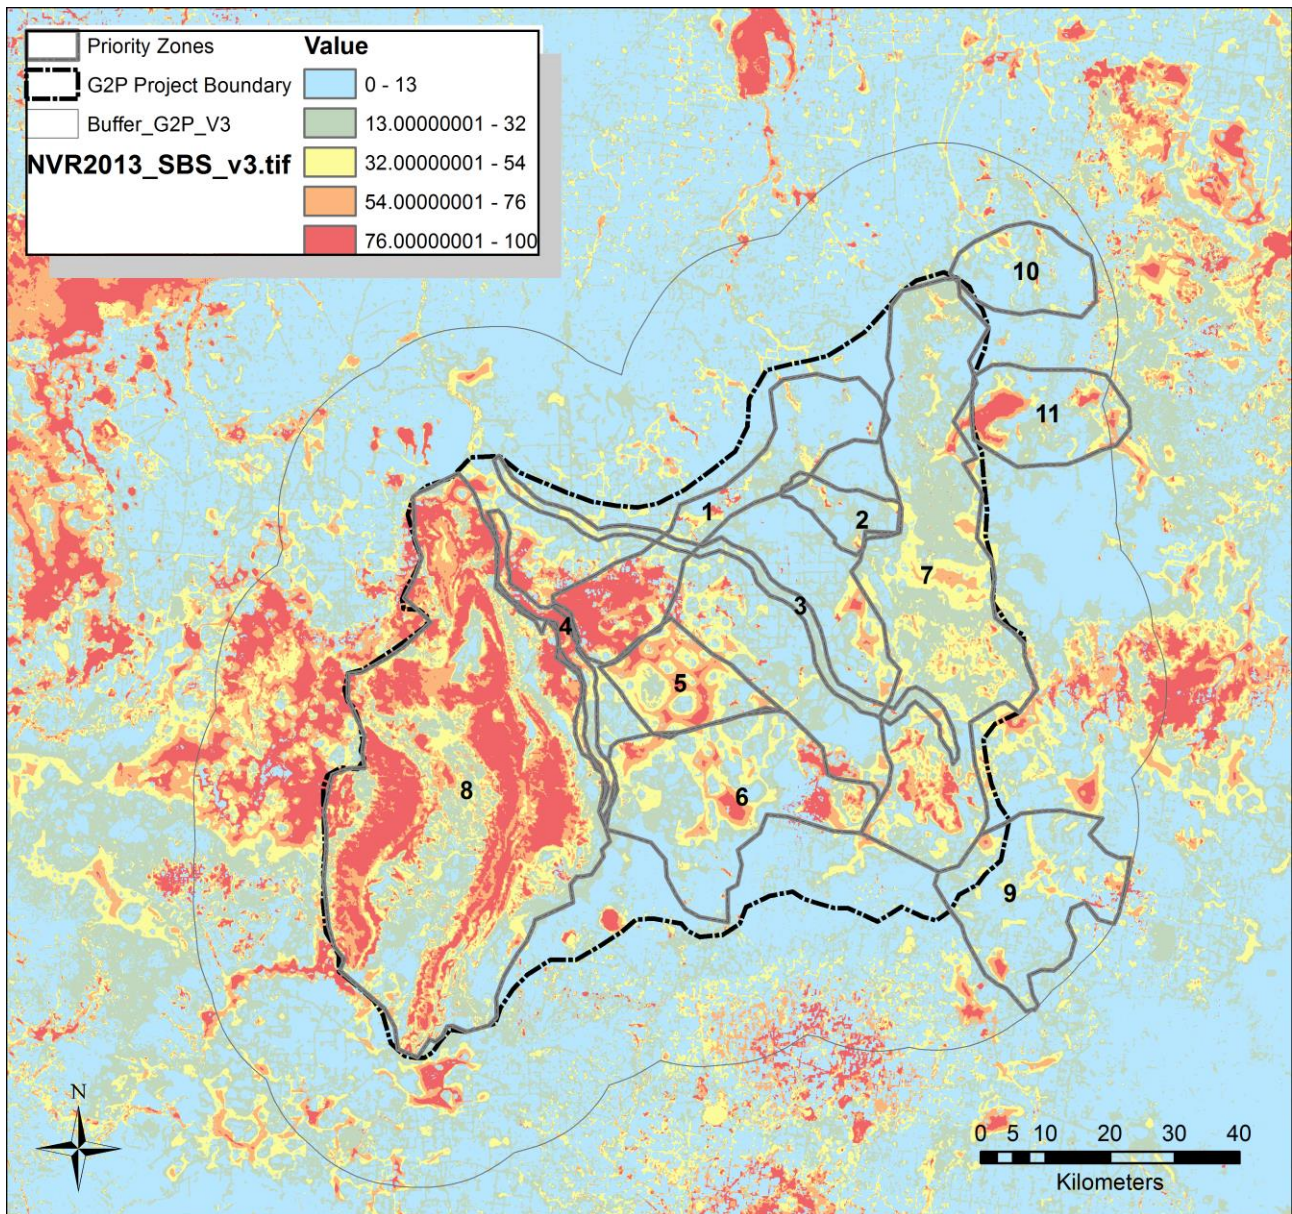 Priority Zones
G2P Project Boundary
Buffer_G2P_V3
NVR2013_SBS_v3.tif
Value
0 - 13
13.00000001 - 32
32.00000001 - 54
54.00000001 - 76
76.00000001 - 100
10
11
1
2
7
3
4
5
8
6
9
N
0 5 10 20 30 40
Kilometers